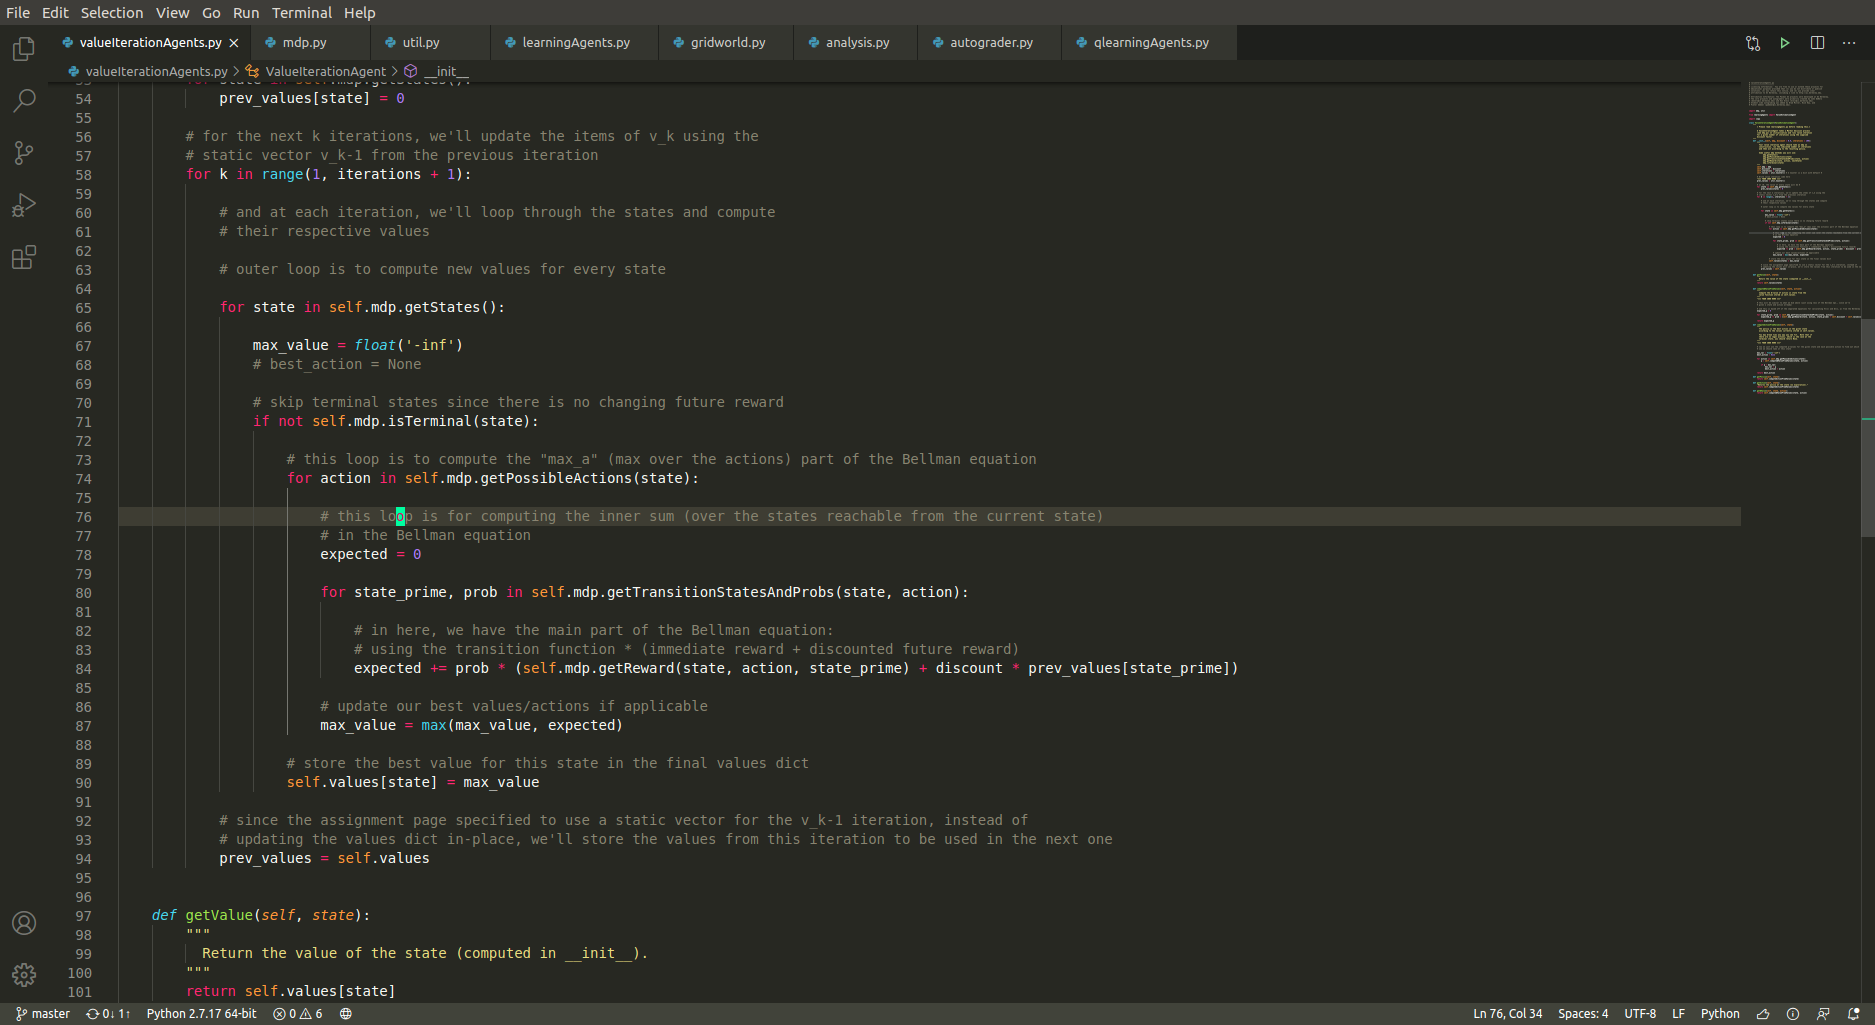 File Edit Selection View Go Run Terminal Help
valueIterationAgents.py mdp.py util.py learningAgents.py gridworld.py analysis.py autograder.py qlearningAgents.py
valueIterationAgents.py > ValueIterationAgent > __init__
54 prev_values[state] = 0
55
56 # for the next k iterations, we'll update the items of v_k using the
57 # static vector v_k-1 from the previous iteration
58 for k in range(1, iterations + 1):
59
60 # and at each iteration, we'll loop through the states and compute
61 # their respective values
62
63 # outer loop is to compute new values for every state
64
65 for state in self.mdp.getStates():
66
67 max_value = float('-inf')
68 # best_action = None
69
70 # skip terminal states since there is no changing future reward
71 if not self.mdp.isTerminal(state):
72
73 # this loop is to compute the "max_a" (max over the actions) part of the Bellman equation
74 for action in self.mdp.getPossibleActions(state):
75
76 # this loop is for computing the inner sum (over the states reachable from the current state)
77 # in the Bellman equation
78 expected = 0
79
80 for state_prime, prob in self.mdp.getTransitionStatesAndProbs(state, action):
81
82 # in here, we have the main part of the Bellman equation:
83 # using the transition function * (immediate reward + discounted future reward)
84 expected += prob * (self.mdp.getReward(state, action, state_prime) + discount * prev_values[state_prime])
85
86 # update our best values/actions if applicable
87 max_value = max(max_value, expected)
88
89 # store the best value for this state in the final values dict
90 self.values[state] = max_value
91
92 # since the assignment page specified to use a static vector for the v_k-1 iteration, instead of
93 # updating the values dict in-place, we'll store the values from this iteration to be used in the next one
94 prev_values = self.values
95
96
97 def getValue(self, state):
98 """
99 Return the value of the state (computed in __init__).
100 """
101 return self.values[state]
master 0↓ 1↑ Python 2.7.17 64-bit 0 6 Ln 76, Col 34 Spaces: 4 UTF-8 LF Python